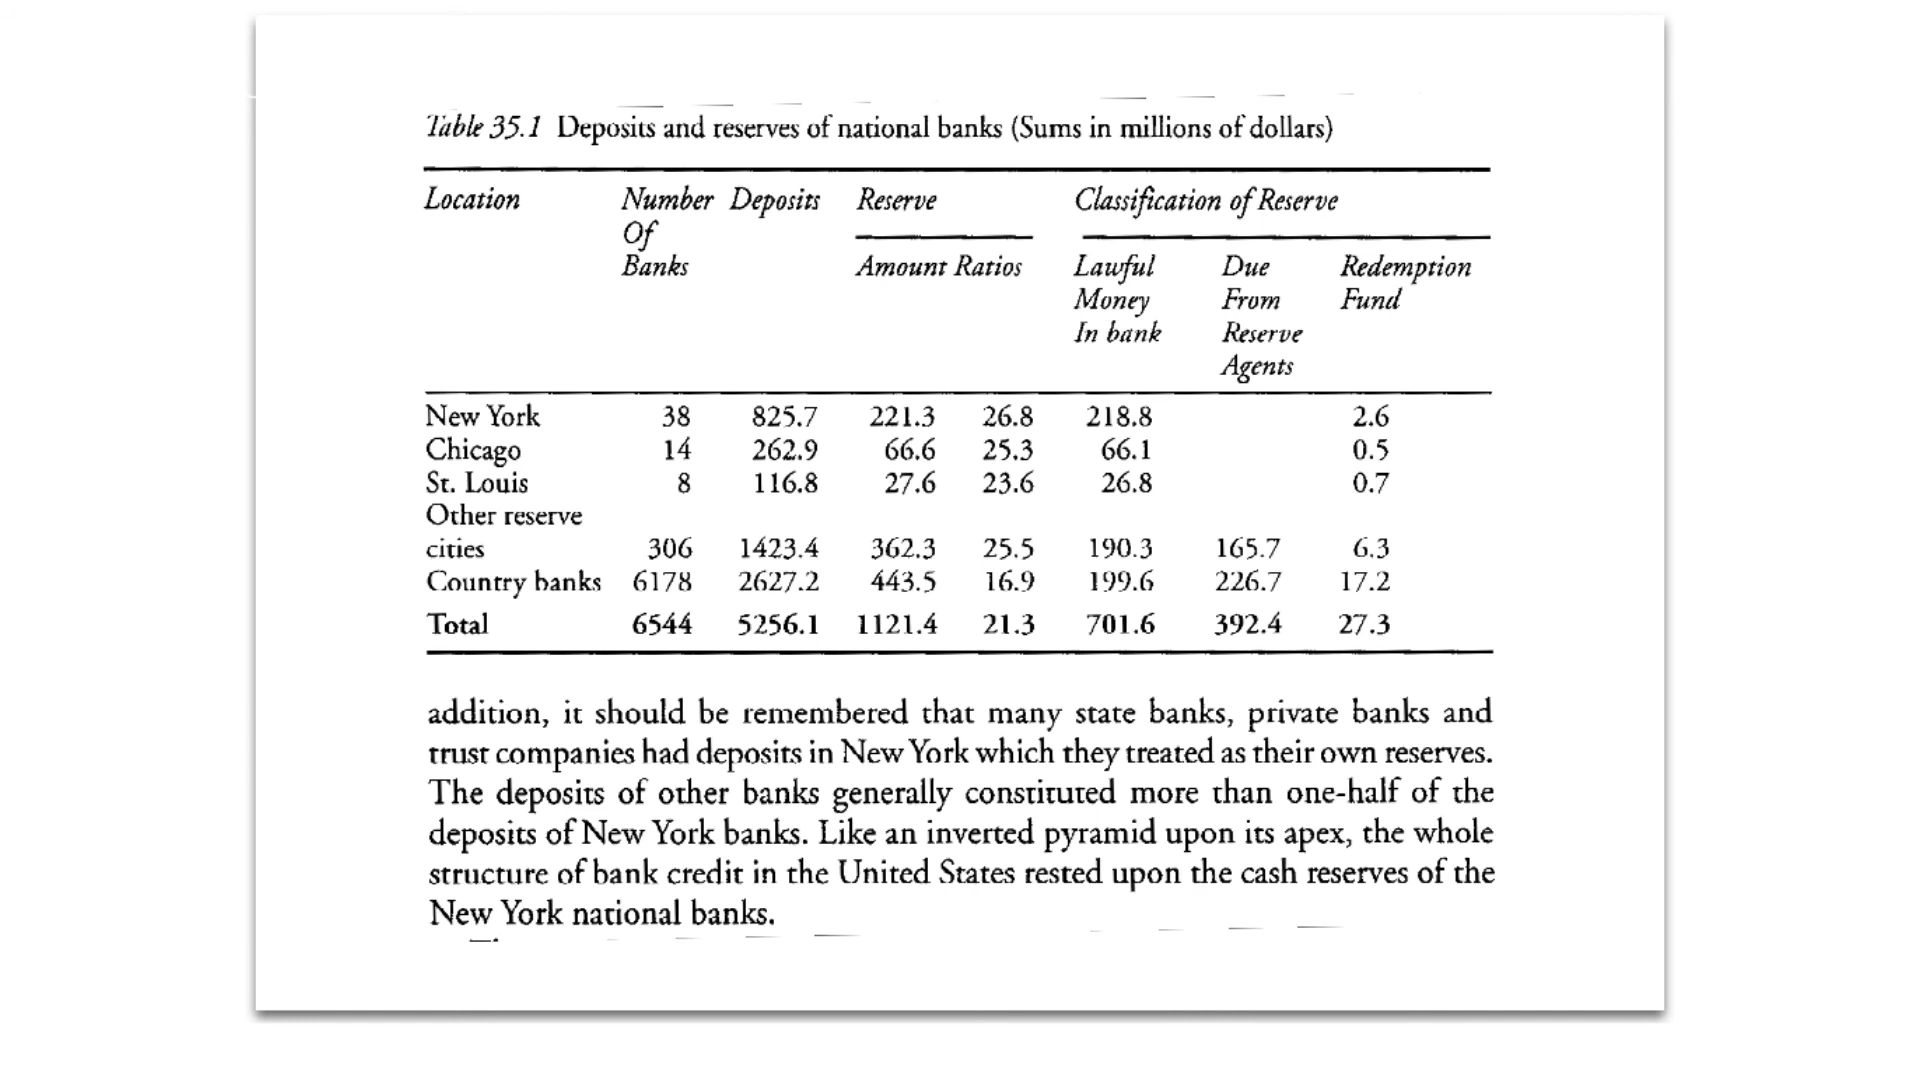 Table 35.1 Deposits and reserves of national banks (Sums in millions of dollars)
Location Number Of Banks Deposits Reserve Classification of Reserve
Amount Ratios Lawful Money In bank Due From Reserve Agents Redemption Fund
New York 38 825.7 221.3 26.8 218.8 2.6
Chicago 14 262.9 66.6 25.3 66.1 0.5
St. Louis 8 116.8 27.6 23.6 26.8 0.7
Other reserve
cities 306 1423.4 362.3 25.5 190.3 165.7 6.3
Country banks 6178 2627.2 443.5 16.9 199.6 226.7 17.2
Total 6544 5256.1 1121.4 21.3 701.6 392.4 27.3
addition, it should be remembered that many state banks, private banks and
trust companies had deposits in New York which they treated as their own reserves.
The deposits of other banks generally constituted more than one-half of the
deposits of New York banks. Like an inverted pyramid upon its apex, the whole
structure of bank credit in the United States rested upon the cash reserves of the
New York national banks.